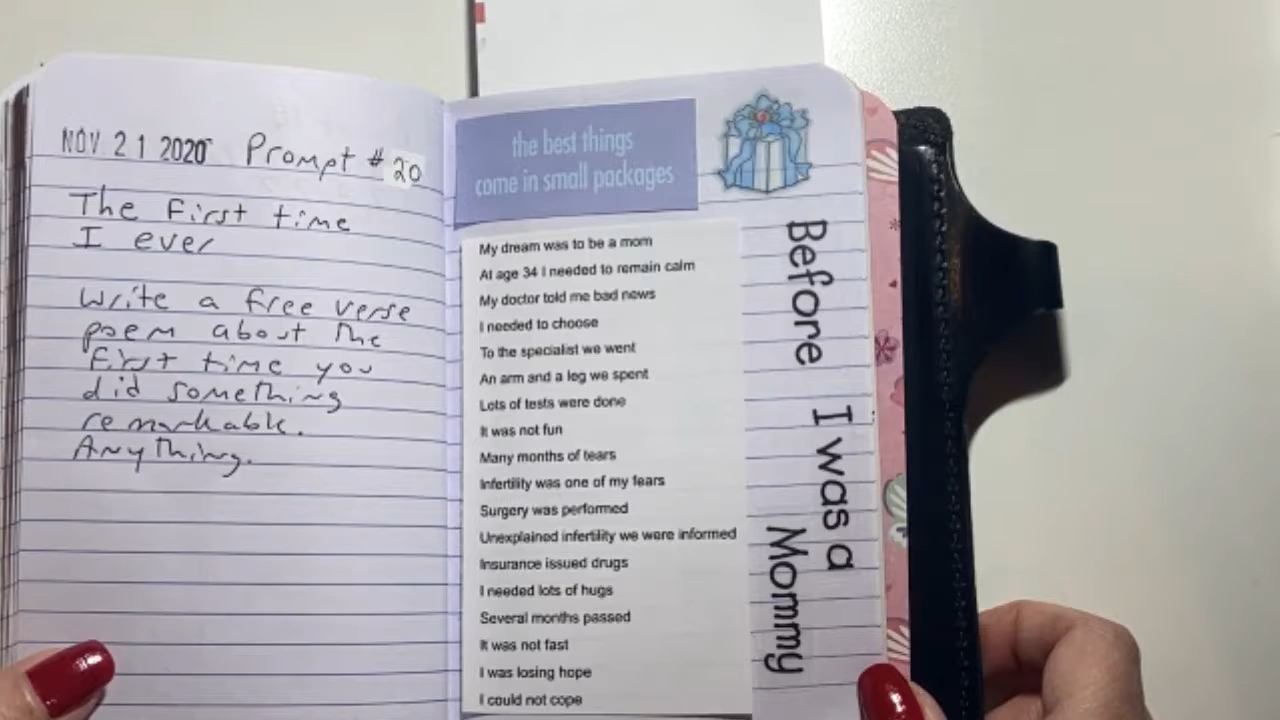 NOV 21 2020 Prompt # 20
The First time
I ever
Write a free verse
poem about the
first time you
did something
remarkable.
Anything.
the best things
come in small packages
My dream was to be a mom
At age 34 I needed to remain calm
My doctor told me bad news
I needed to choose
To the specialist we went
An arm and a leg we spent
Lots of tests were done
It was not fun
Many months of tears
Infertility was one of my fears
Surgery was performed
Unexplained infertility we were informed
Insurance issued drugs
I needed lots of hugs
Several months passed
It was not fast
I was losing hope
I could not cope
Before I was a
Mommy